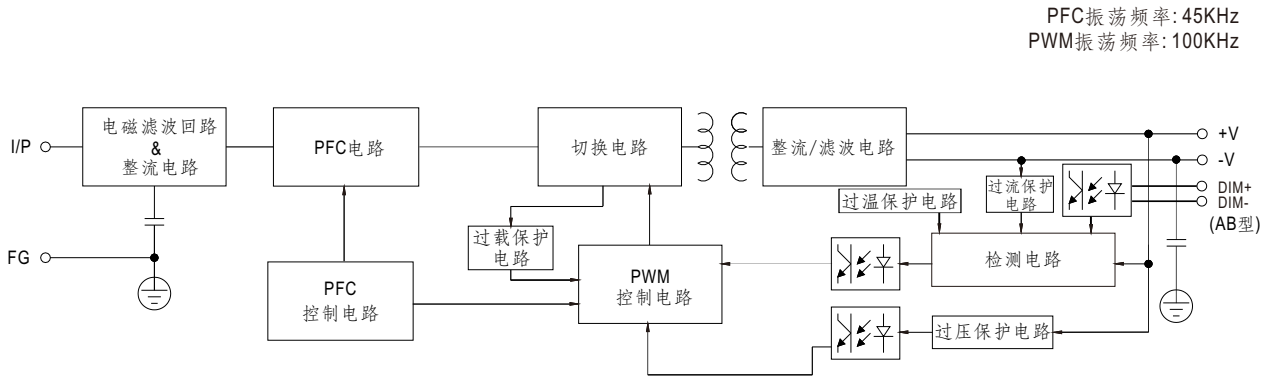 PFC振荡频率: 45KHz
PWM振荡频率: 100KHz
I/P
电磁滤波回路
&
整流电路
PFC电路
切换电路
整流/滤波电路
+V
-V
DIM+
DIM-
(AB型)
过温保护电路
过流保护
电路
过载保护
电路
FG
PFC
控制电路
PWM
控制电路
检测电路
过压保护电路